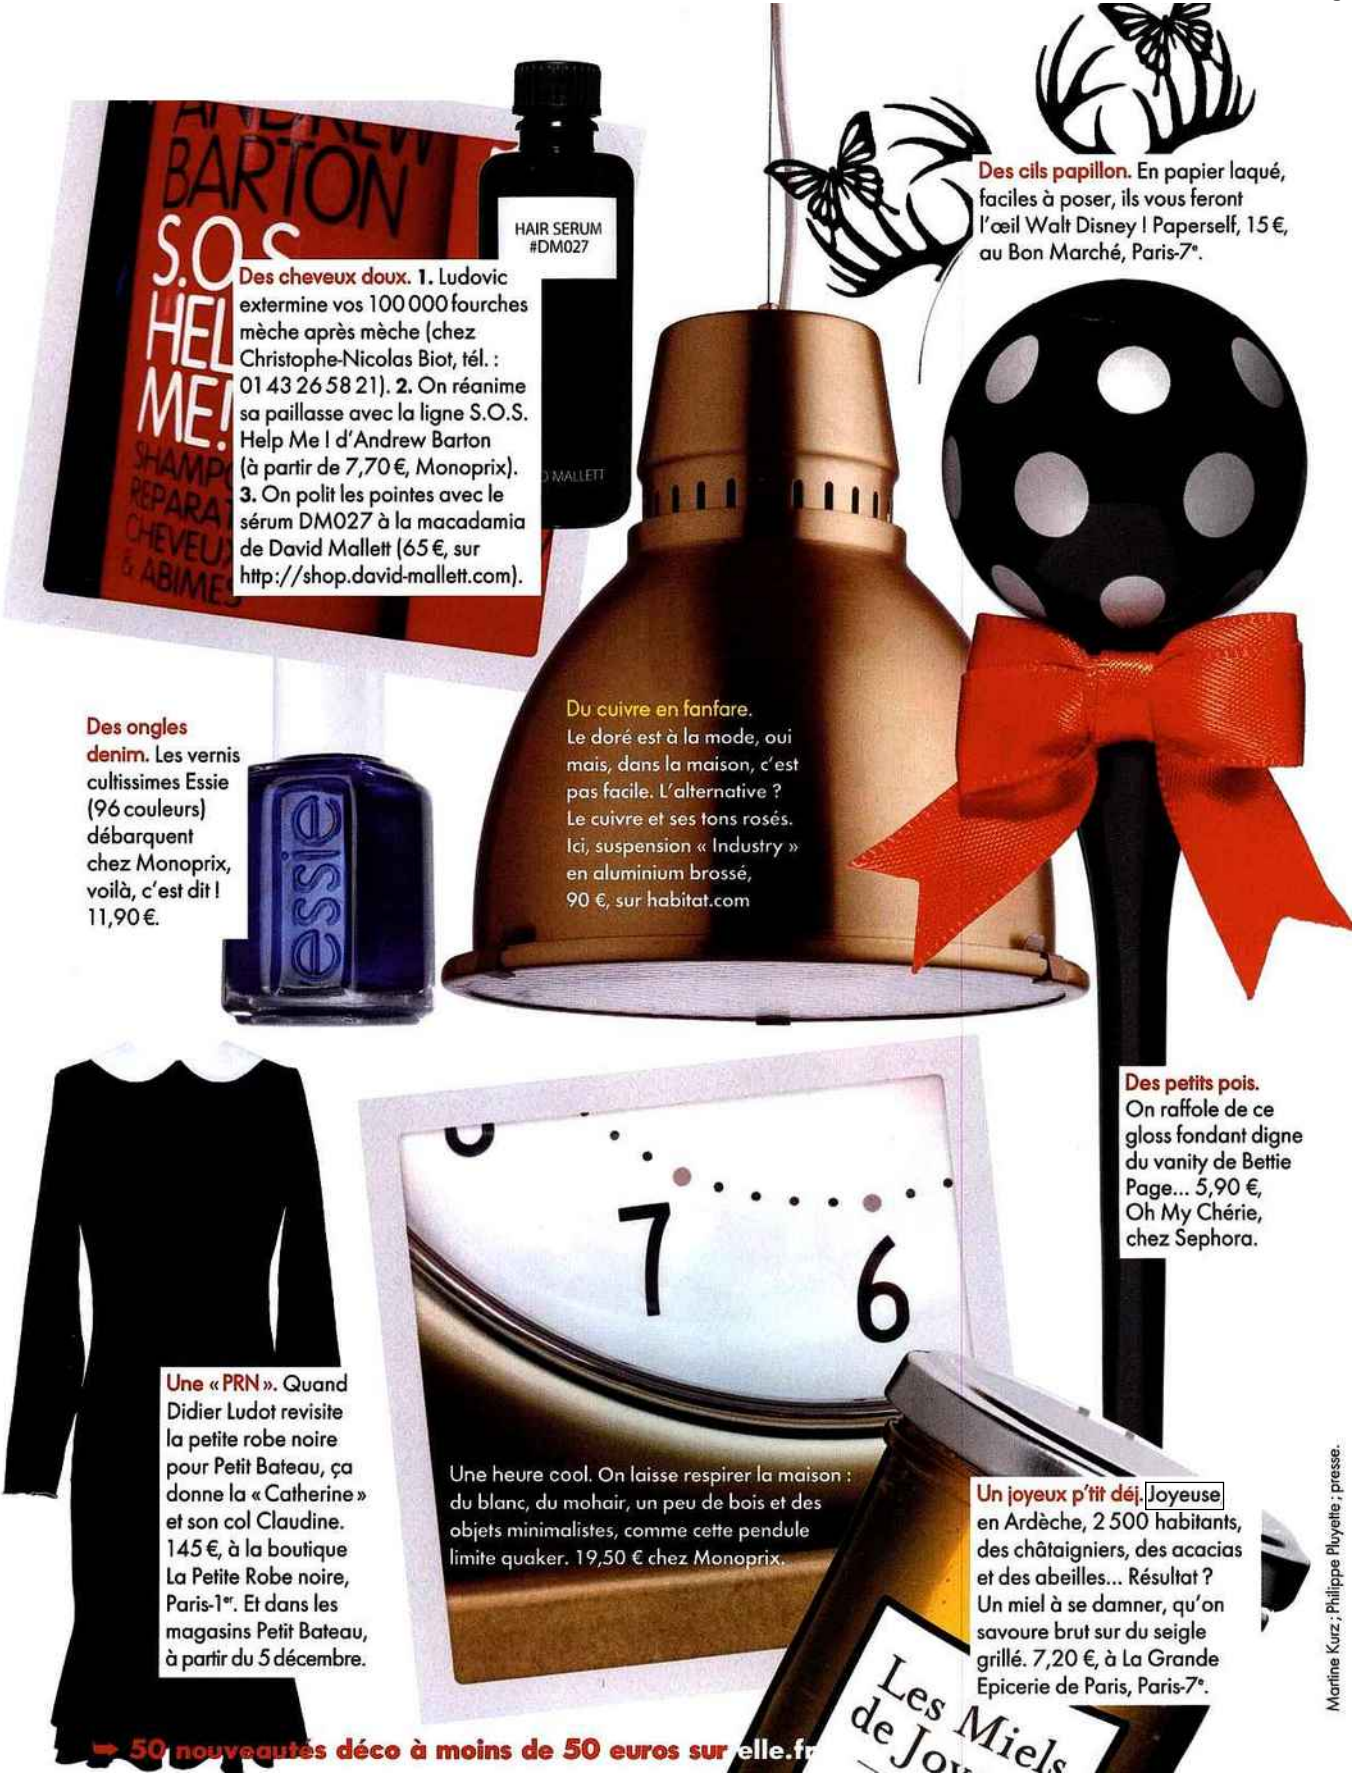 ANDREW
BARTON
S.O.S
HEL
ME!
SHAMP
REPARA
CHEVEU
& ABIMES
HAIR SERUM
#DM027
D MALLETT
Des cheveux doux. 1. Ludovic
extermine vos 100 000 fourches
mèche après mèche (chez
Christophe-Nicolas Biot, tél. :
01 43 26 58 21). 2. On réanime
sa paillasse avec la ligne S.O.S.
Help Me ! d'Andrew Barton
(à partir de 7,70 €, Monoprix).
3. On polit les pointes avec le
sérum DM027 à la macadamia
de David Mallett (65 €, sur
http://shop.david-mallett.com).
Des cils papillon. En papier laqué,
faciles à poser, ils vous feront
l'œil Walt Disney ! Paperself, 15 €,
au Bon Marché, Paris-7e.
Des ongles
denim. Les vernis
cultissimes Essie
(96 couleurs)
débarquent
chez Monoprix,
voilà, c'est dit !
11,90 €.
essie
Du cuivre en fanfare.
Le doré est à la mode, oui
mais, dans la maison, c'est
pas facile. L'alternative ?
Le cuivre et ses tons rosés.
Ici, suspension « Industry »
en aluminium brossé,
90 €, sur habitat.com
Des petits pois.
On raffole de ce
gloss fondant digne
du vanity de Bettie
Page... 5,90 €,
Oh My Chérie,
chez Sephora.
7
6
Une « PRN ». Quand
Didier Ludot revisite
la petite robe noire
pour Petit Bateau, ça
donne la « Catherine »
et son col Claudine.
145 €, à la boutique
La Petite Robe noire,
Paris-1er. Et dans les
magasins Petit Bateau,
à partir du 5 décembre.
Une heure cool. On laisse respirer la maison :
du blanc, du mohair, un peu de bois et des
objets minimalistes, comme cette pendule
limite quaker. 19,50 € chez Monoprix.
Un joyeux p'tit déj. Joyeuse
en Ardèche, 2 500 habitants,
des châtaigniers, des acacias
et des abeilles... Résultat ?
Un miel à se damner, qu'on
savoure brut sur du seigle
grillé. 7,20 €, à La Grande
Epicerie de Paris, Paris-7e.
Les Miels
de Joy
Martine Kurz ; Philippe Pluyette ; presse.
➡ 50 nouveautés déco à moins de 50 euros sur elle.fr